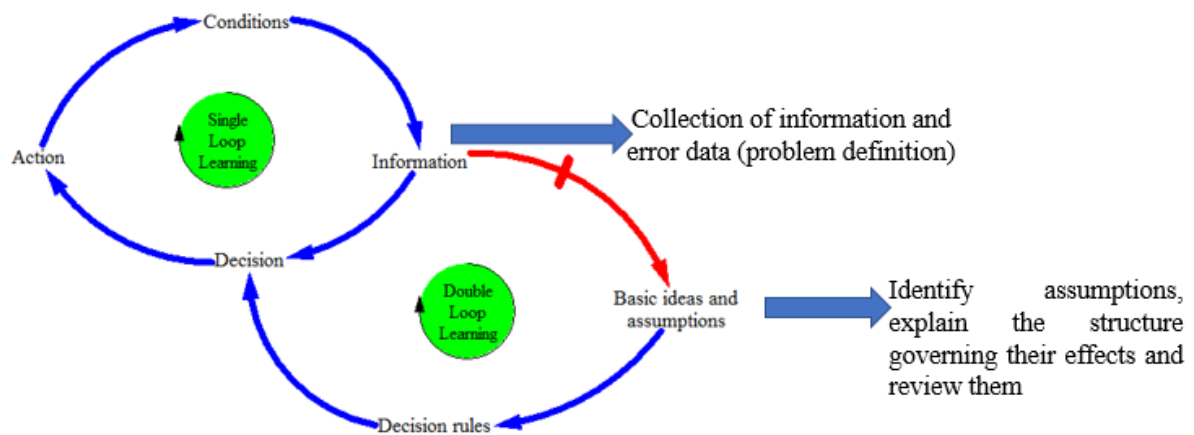 Conditions
Single
Loop
Learning
Action
Information
Collection of information and
error data (problem definition)
Decision
Double
Loop
Learning
Basic ideas and
assumptions
Identify assumptions,
explain the structure
governing their effects and
review them
Decision rules